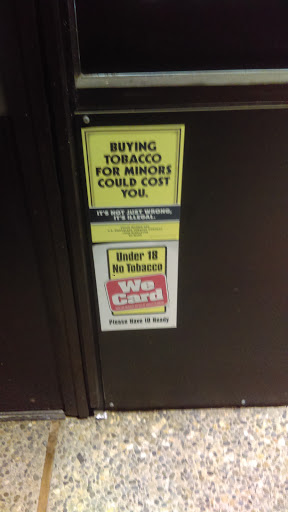 BUYING
TOBACCO
FOR MINORS
COULD COST
YOU.
IT'S NOT JUST WRONG,
IT'S ILLEGAL.
Under 18
No Tobacco
We
Card
Please Have ID Ready